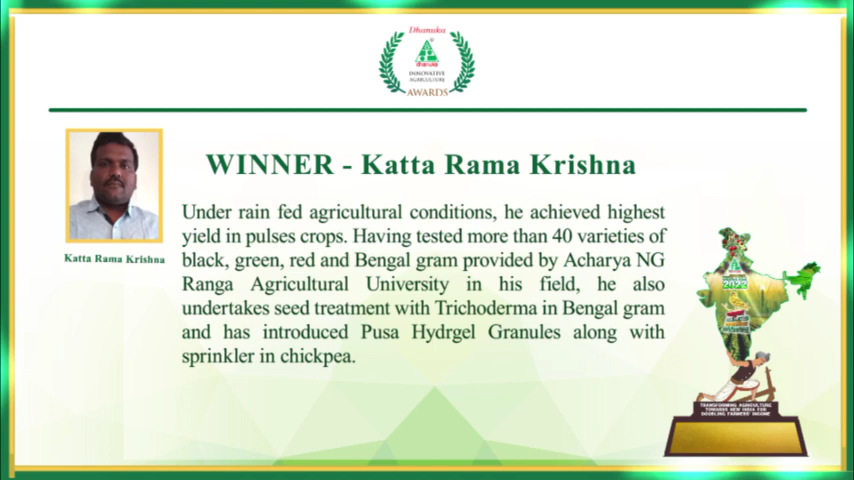 Dhanuka
dhanuka
INNOVATIVE
AGRICULTURE
AWARDS
WINNER - Katta Rama Krishna
Katta Rama Krishna
Under rain fed agricultural conditions, he achieved highest
yield in pulses crops. Having tested more than 40 varieties of
black, green, red and Bengal gram provided by Acharya NG
Ranga Agricultural University in his field, he also
undertakes seed treatment with Trichoderma in Bengal gram
and has introduced Pusa Hydrgel Granules along with
sprinkler in chickpea.
2022
TRANSFORMING AGRICULTURE
TOWARDS NEW INDIA FOR
DOUBLING FARMERS' INCOME